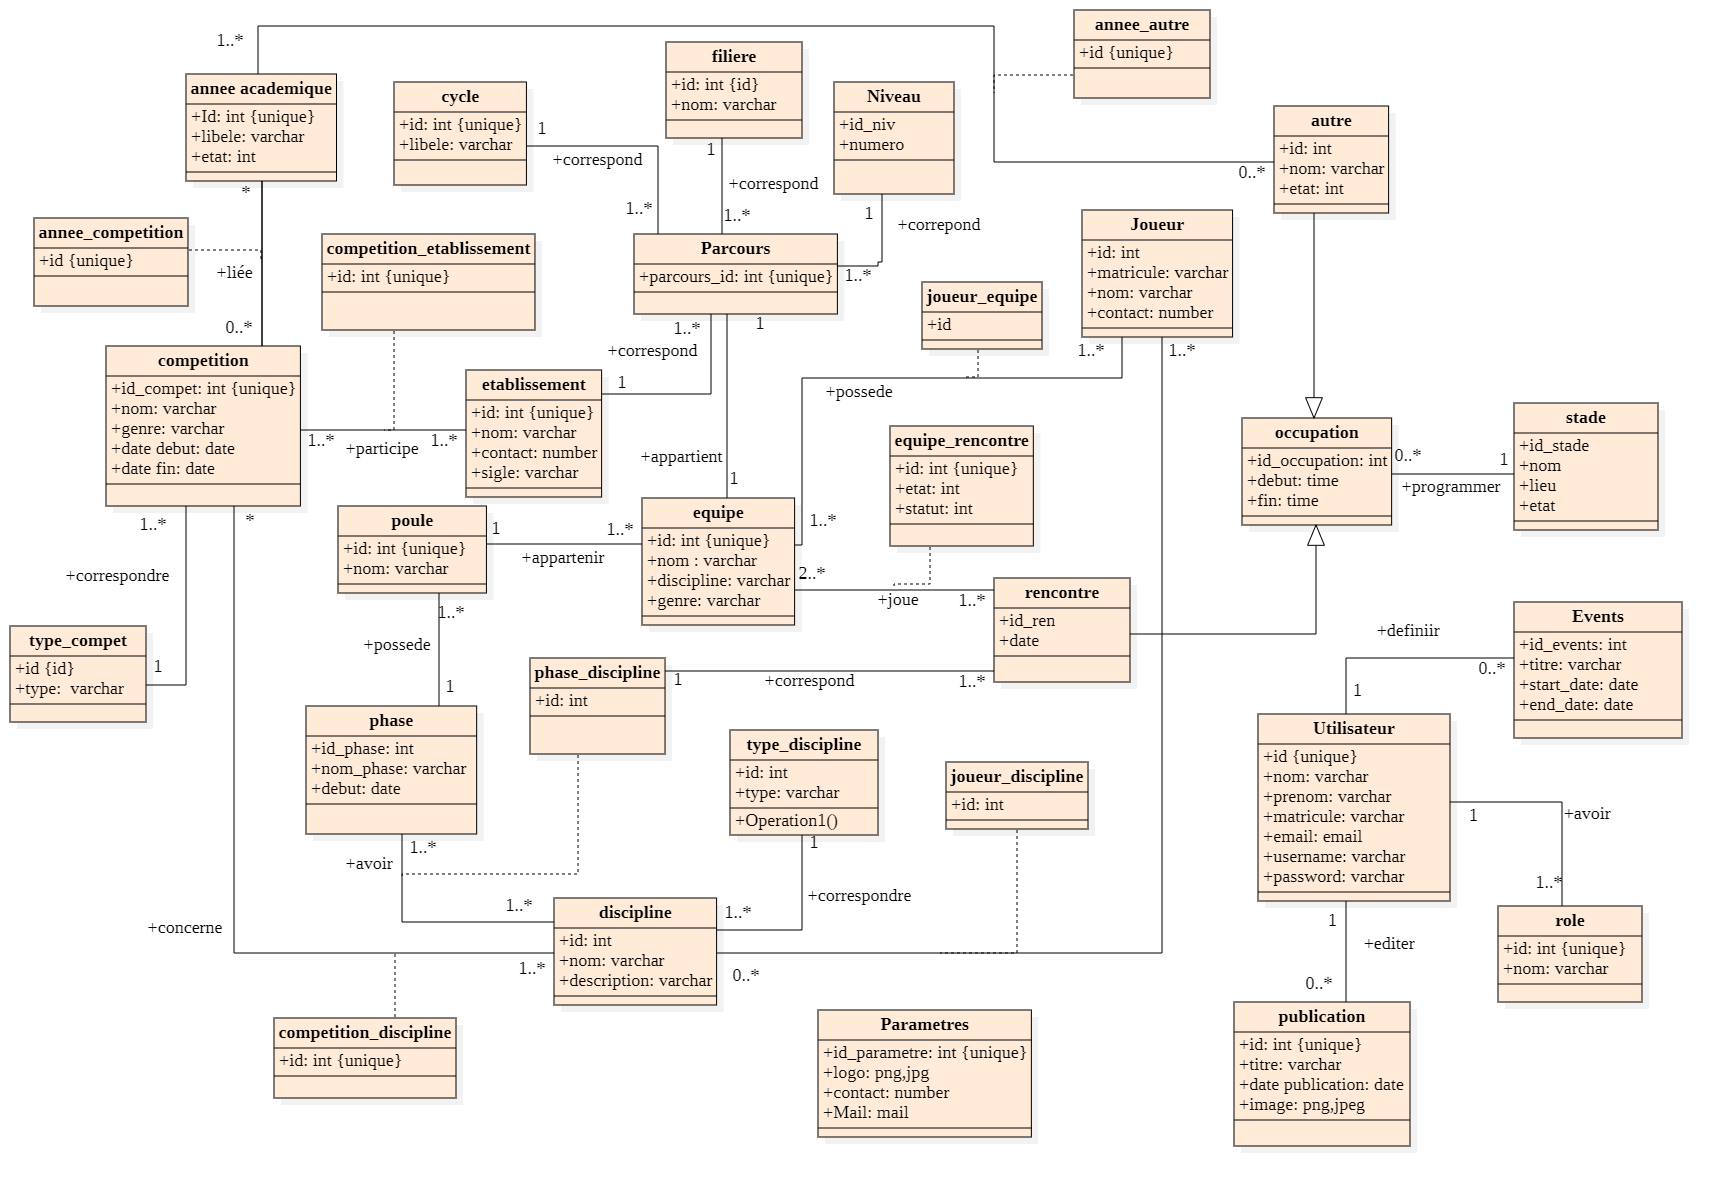 1..*
annee academique
+Id: int {unique}
+libele: varchar
+etat: int
*
annee_competition
+id {unique}
+liée
0..*
cycle
+id: int {unique}
+libele: varchar
1
+correspond
1..*
filiere
+id: int {id}
+nom: varchar
1
+correspond
1..*
Niveau
+id_niv
+numero
1
+correpond
1..*
annee_autre
+id {unique}
autre
+id: int
+nom: varchar
+etat: int
0..*
competition_etablissement
+id: int {unique}
Parcours
+parcours_id: int {unique}
1..*
1
+correspond
1
joueur_equipe
+id
Joueur
+id: int
+matricule: varchar
+nom: varchar
+contact: number
1..*
1..*
+possede
competition
+id_compet: int {unique}
+nom: varchar
+genre: varchar
+date debut: date
+date fin: date
1..*
+participe
1..*
etablissement
+id: int {unique}
+nom: varchar
+contact: number
+sigle: varchar
+appartient
1
equipe_rencontre
+id: int {unique}
+etat: int
+statut: int
occupation
+id_occupation: int
+debut: time
+fin: time
0..*
1
+programmer
stade
+id_stade
+nom
+lieu
+etat
1..*
*
+correspondre
type_compet
+id {id}
+type:  varchar
1
poule
+id: int {unique}
+nom: varchar
1
1..*
+appartenir
equipe
+id: int {unique}
+nom : varchar
+discipline: varchar
+genre: varchar
1..*
2..*
+joue
1..*
rencontre
+id_ren
+date
1..*
+possede
1
phase_discipline
+id: int
1
+correspond
1..*
phase
+id_phase: int
+nom_phase: varchar
+debut: date
1..*
+avoir
1..*
type_discipline
+id: int
+type: varchar
+Operation1()
1
+correspondre
1..*
joueur_discipline
+id: int
+definiir
0..*
1
Events
+id_events: int
+titre: varchar
+start_date: date
+end_date: date
Utilisateur
+id {unique}
+nom: varchar
+prenom: varchar
+matricule: varchar
+email: email
+username: varchar
+password: varchar
1
+avoir
1..*
role
+id: int {unique}
+nom: varchar
+concerne
1..*
discipline
+id: int
+nom: varchar
+description: varchar
0..*
1
+editer
0..*
competition_discipline
+id: int {unique}
Parametres
+id_parametre: int {unique}
+logo: png,jpg
+contact: number
+Mail: mail
publication
+id: int {unique}
+titre: varchar
+date publication: date
+image: png,jpeg